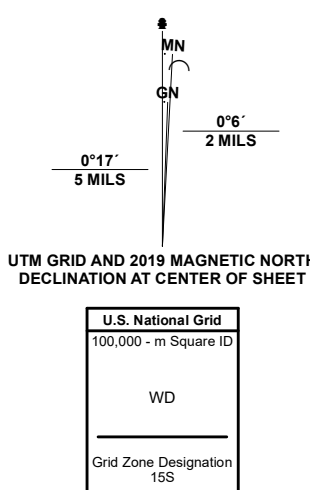 MN
GN
0°6´
2 MILS
0°17´
5 MILS
UTM GRID AND 2019 MAGNETIC NORTH
DECLINATION AT CENTER OF SHEET
U.S. National Grid
100,000 - m Square ID
WD
Grid Zone Designation
15S